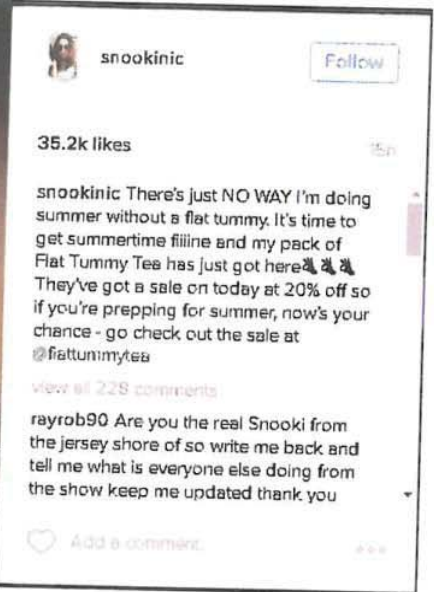 snookinic
Follow
35.2k likes
15h
snookinic There's just NO WAY I'm doing
summer without a flat tummy. It's time to
get summertime fiiiine and my pack of
Flat Tummy Tea has just got here
They've got a sale on today at 20% off so
if you're prepping for summer, now's your
chance - go check out the sale at
@flattummytea
view all 228 comments
rayrob90 Are you the real Snooki from
the jersey shore of so write me back and
tell me what is everyone else doing from
the show keep me updated thank you
Add a comment.